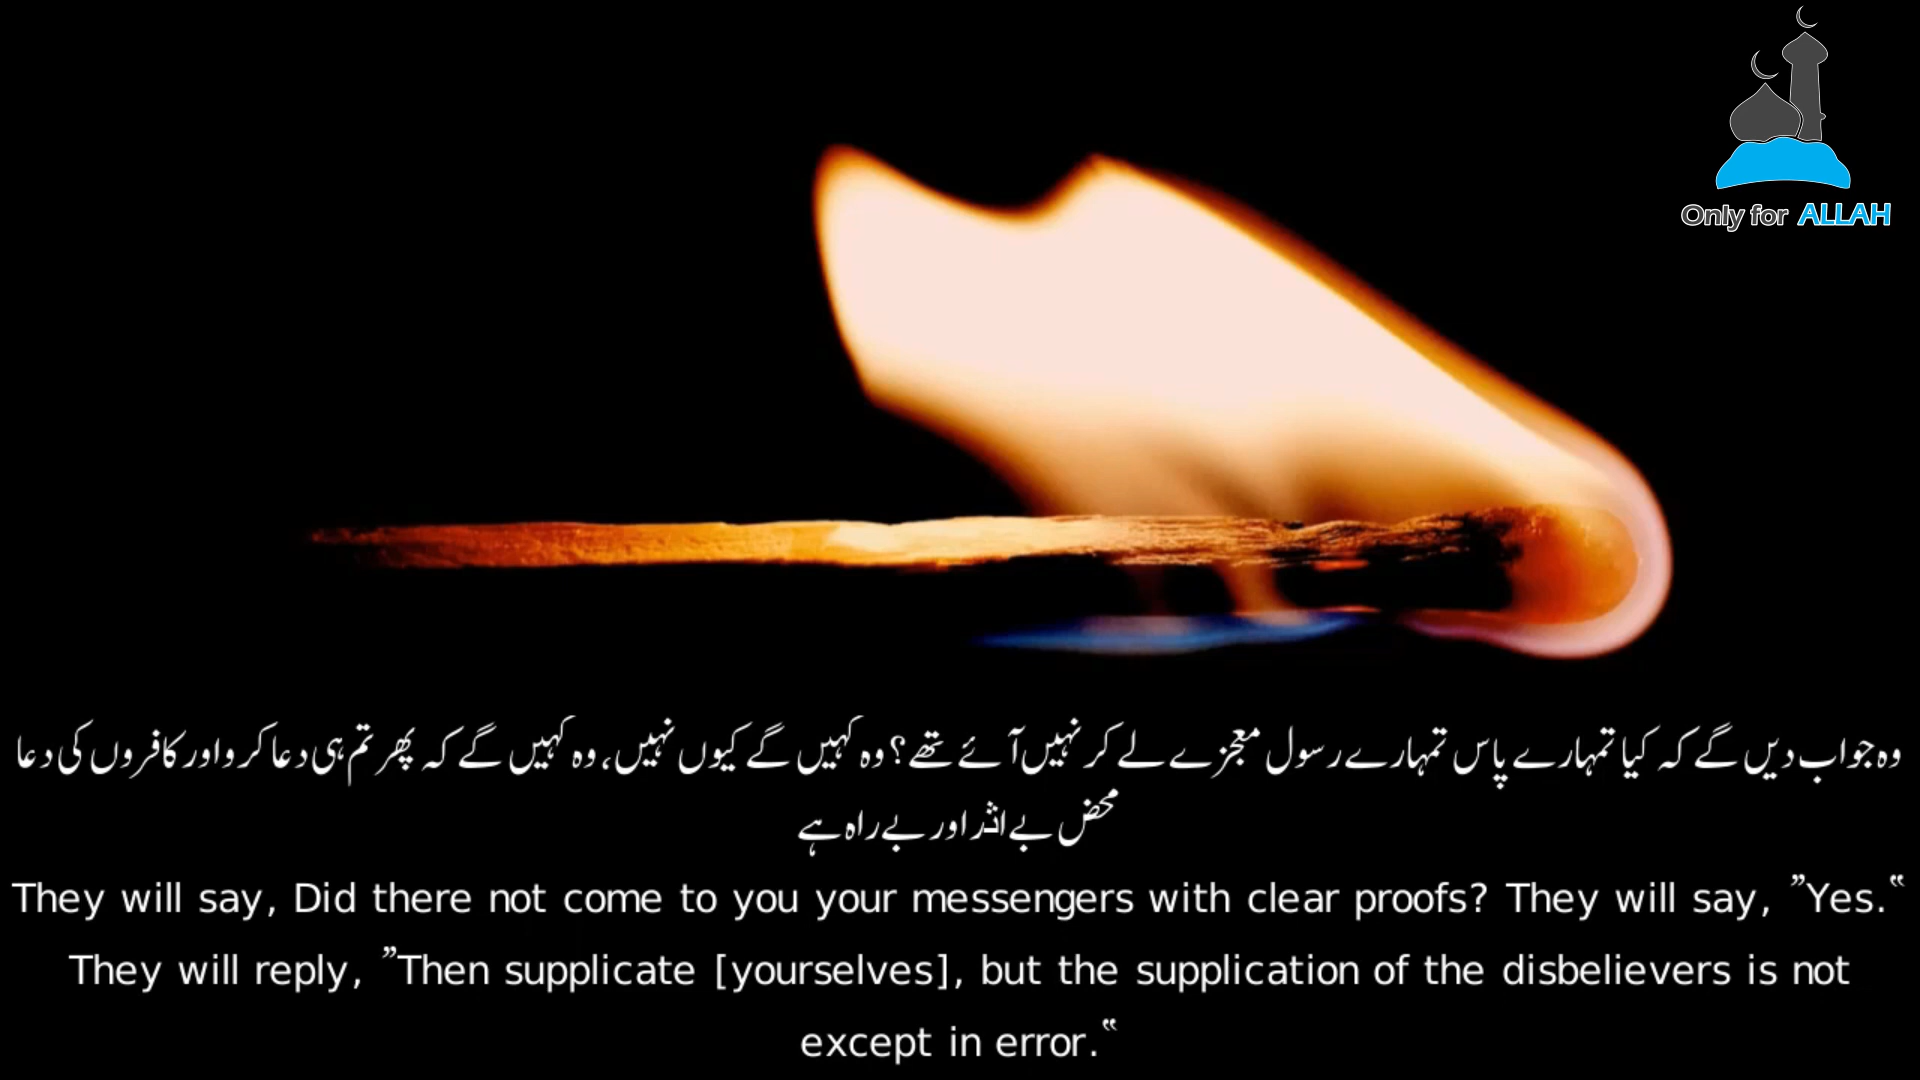 Only for ALLAH
وہ جواب دیں گے کہ کیا تمہارے پاس تمہارے رسول معجزے لے کر نہیں آئے تھے؟ وہ کہیں گے کیوں نہیں، وہ کہیں گے کہ پھر تم ہی دعا کرو اور کافروں کی دعا
محض بے اثر اور بے راہ ہے
They will say, Did there not come to you your messengers with clear proofs? They will say, ”Yes.“
They will reply, ”Then supplicate [yourselves], but the supplication of the disbelievers is not
except in error.“